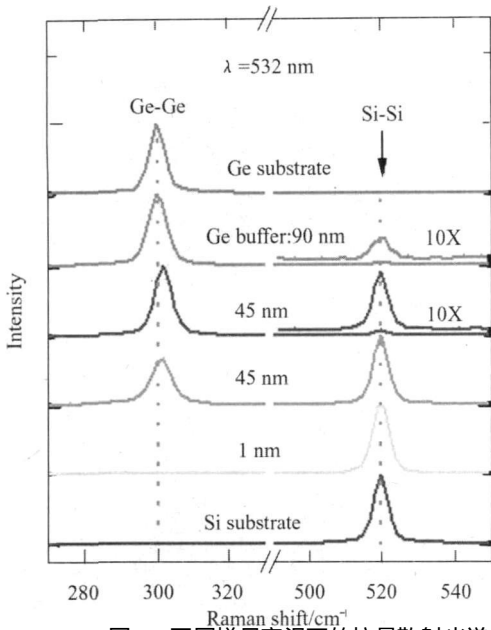 λ =532 nm
Ge-Ge
Si-Si
Ge substrate
Ge buffer:90 nm
10X
45 nm
10X
45 nm
1 nm
Si substrate
Intensity
280 300 320 500 520 540
Raman shift/cm⁻¹